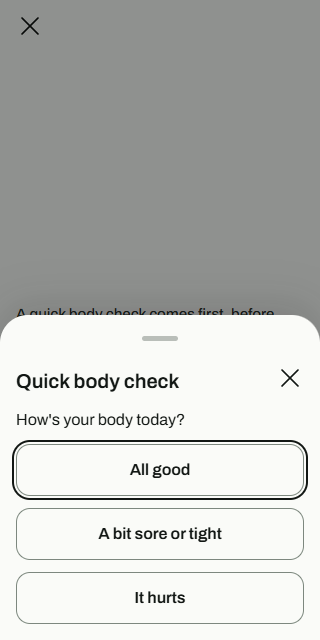 A quick body check comes first, before
Quick body check
How's your body today?
All good
A bit sore or tight
It hurts